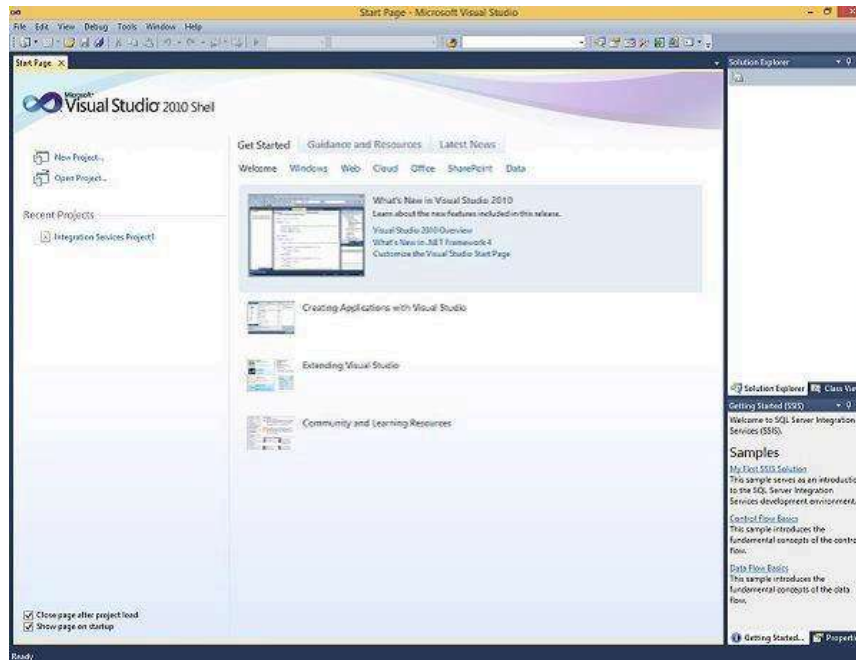 Start Page - Microsoft Visual Studio
File Edit View Debug Tools Window Help
Start Page
Solution Explorer
Microsoft
Visual Studio 2010 Shell
Get Started Guidance and Resources Latest News
New Project...
Open Project...
Welcome Windows Web Cloud Office SharePoint Data
Recent Projects
Integration Services Project1
What's New in Visual Studio 2010
Learn about the new features included in this release.
Visual Studio 2010 Overview
What's New in .NET Framework 4
Customize the Visual Studio Start Page
Creating Applications with Visual Studio
Extending Visual Studio
Community and Learning Resources
Solution Explorer Class View
Getting Started (SSIS)
Welcome to SQL Server Integration
Services (SSIS).
Samples
My First SSIS Solution
This sample serves as an introductio
to the SQL Server Integration
Services development environment.
Control Flow Basics
This sample introduces the
fundamental concepts of the contro
flow.
Data Flow Basics
This sample introduces the
fundamental concepts of the data
flow.
Close page after project load
Show page on startup
Getting Started... Properti
Ready